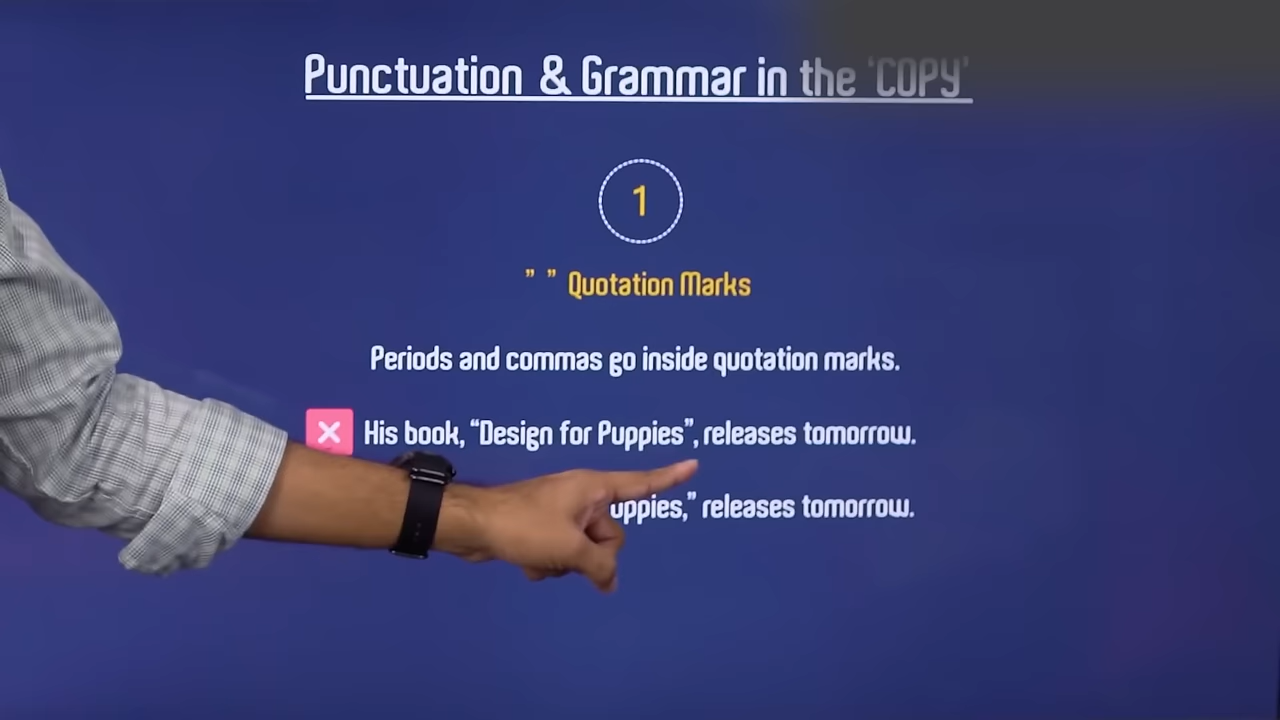 Punctuation & Grammar in the ‘COPY’
1
” ” Quotation Marks
Periods and commas go inside quotation marks.
His book, “Design for Puppies”, releases tomorrow.
uppies,” releases tomorrow.